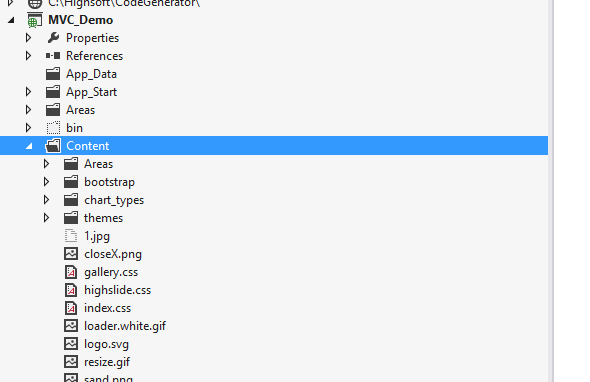 C:\Highsoft\CodeGenerator\
MVC_Demo
Properties
References
App_Data
App_Start
Areas
bin
Content
Areas
bootstrap
chart_types
themes
1.jpg
closeX.png
gallery.css
highslide.css
index.css
loader.white.gif
logo.svg
resize.gif
sand.png